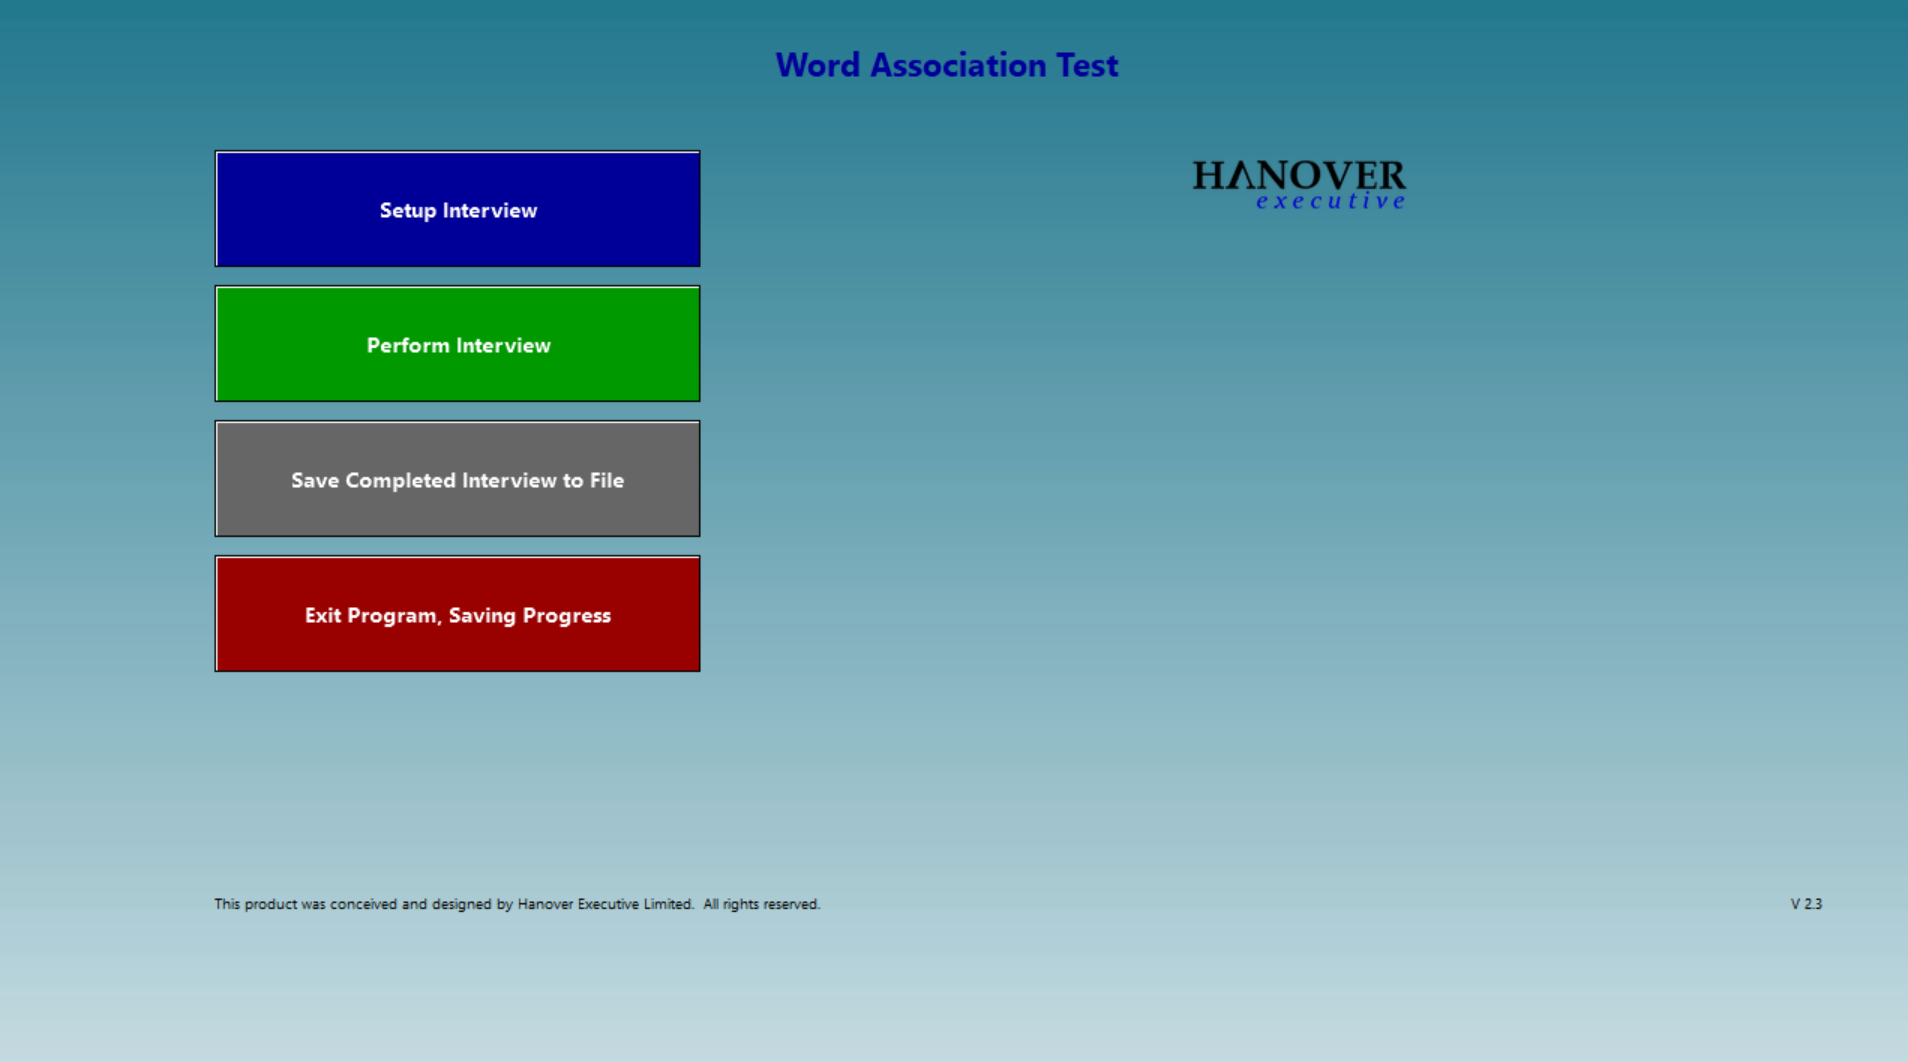 Word Association Test
Setup Interview
HANOVER
executive
Perform Interview
Save Completed Interview to File
Exit Program, Saving Progress
This product was conceived and designed by Hanover Executive Limited.  All rights reserved.
V 2.3